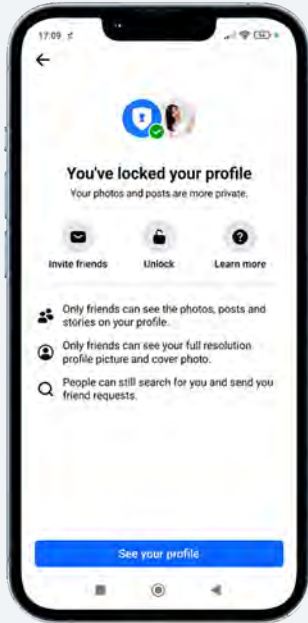 17:09
You've locked your profile
Your photos and posts are more private.
Invite friends
Unlock
Learn more
Only friends can see the photos, posts and
stories on your profile.
Only friends can see your full resolution
profile picture and cover photo.
People can still search for you and send you
friend requests.
See your profile